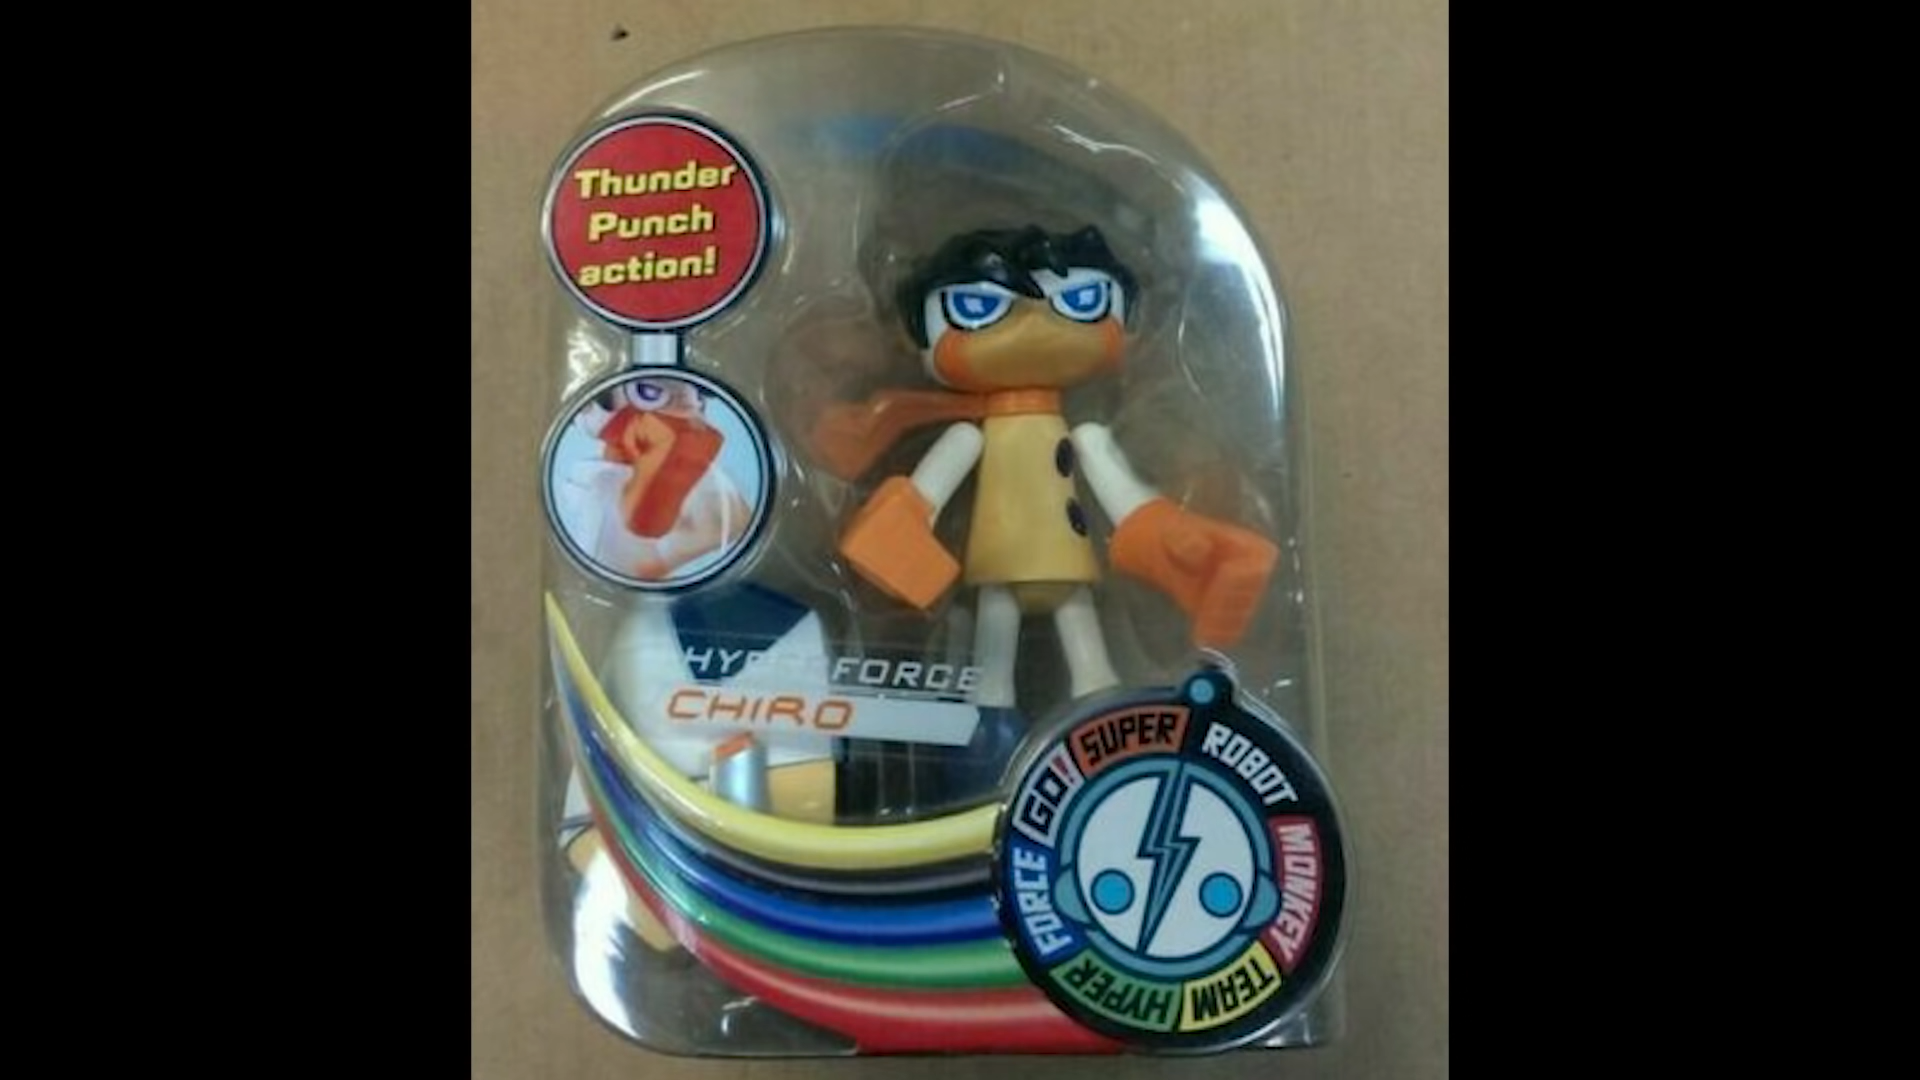 Thunder
Punch
action!
FORCE
CHIRO
SUPER ROBOT MONKEY TEAM HYPER FORCE GO!